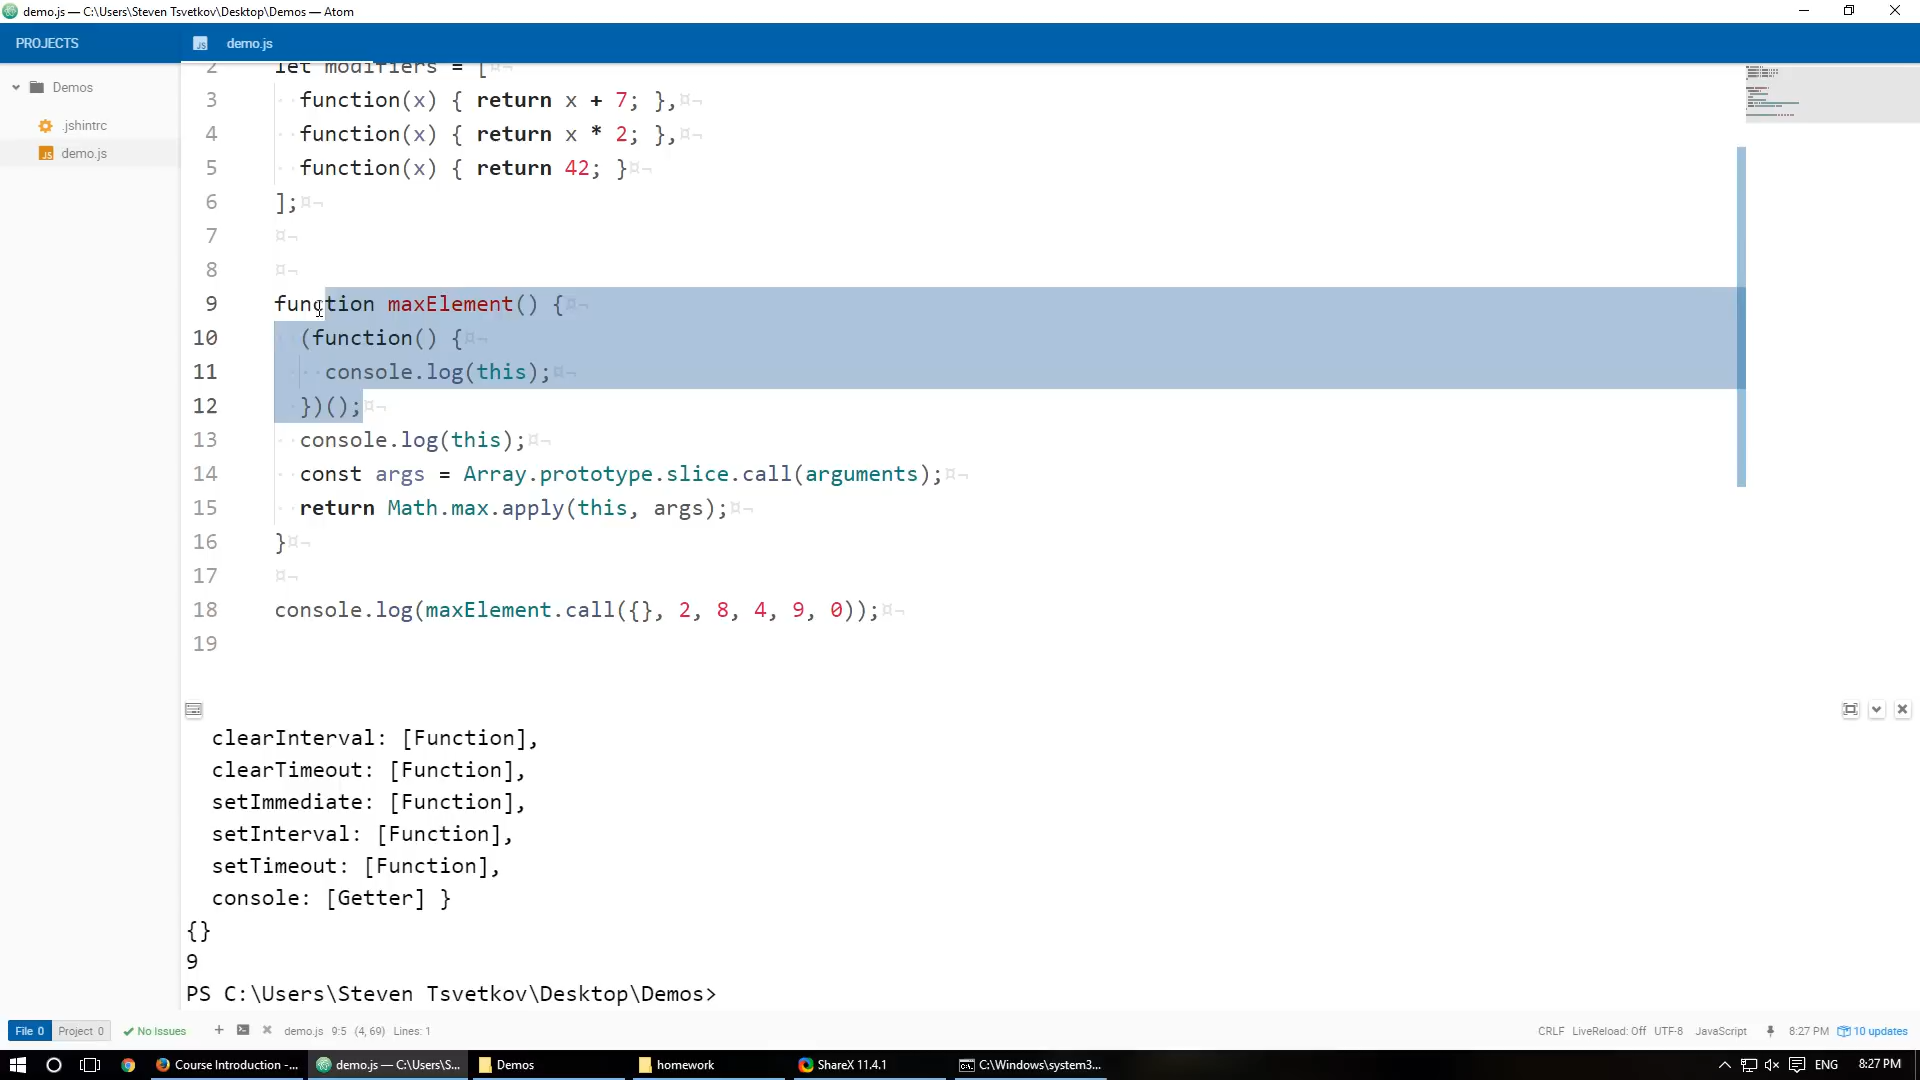 demo.js — C:\Users\Steven Tsvetkov\Desktop\Demos — Atom
PROJECTS
demo.js
Demos
.jshintrc
demo.js
2 let modifiers = [
3 function(x) { return x + 7; },
4 function(x) { return x * 2; },
5 function(x) { return 42; }
6 ];
7
8
9 function maxElement() {
10 (function() {
11 console.log(this);
12 })();
13 console.log(this);
14 const args = Array.prototype.slice.call(arguments);
15 return Math.max.apply(this, args);
16 }
17
18 console.log(maxElement.call({}, 2, 8, 4, 9, 0));
19
clearInterval: [Function],
clearTimeout: [Function],
setImmediate: [Function],
setInterval: [Function],
setTimeout: [Function],
console: [Getter] }
{}
9
PS C:\Users\Steven Tsvetkov\Desktop\Demos>
File 0 Project 0 No Issues demo.js 9:5 (4, 69) Lines: 1 CRLF LiveReload: Off UTF-8 JavaScript 8:27 PM 10 updates
Course Introduction -... demo.js — C:\Users\S... Demos homework ShareX 11.4.1 C:\Windows\system3... ENG 8:27 PM